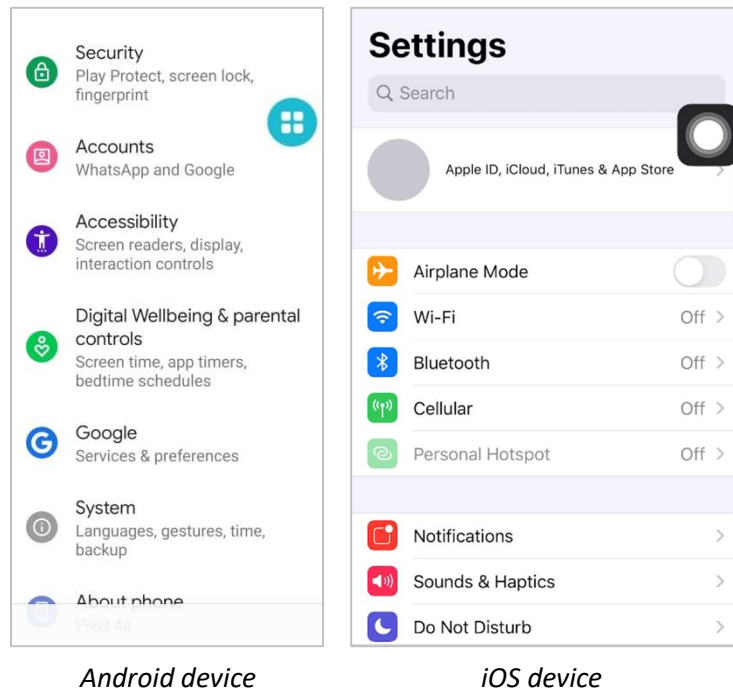 Security
Play Protect, screen lock,
fingerprint
Accounts
WhatsApp and Google
Accessibility
Screen readers, display,
interaction controls
Digital Wellbeing & parental
controls
Screen time, app timers,
bedtime schedules
Google
Services & preferences
System
Languages, gestures, time,
backup
About phone
Pixel 4a
Android device
Settings
Search
Apple ID, iCloud, iTunes & App Store
Airplane Mode
Wi-Fi Off
Bluetooth Off
Cellular Off
Personal Hotspot Off
Notifications
Sounds & Haptics
Do Not Disturb
iOS device